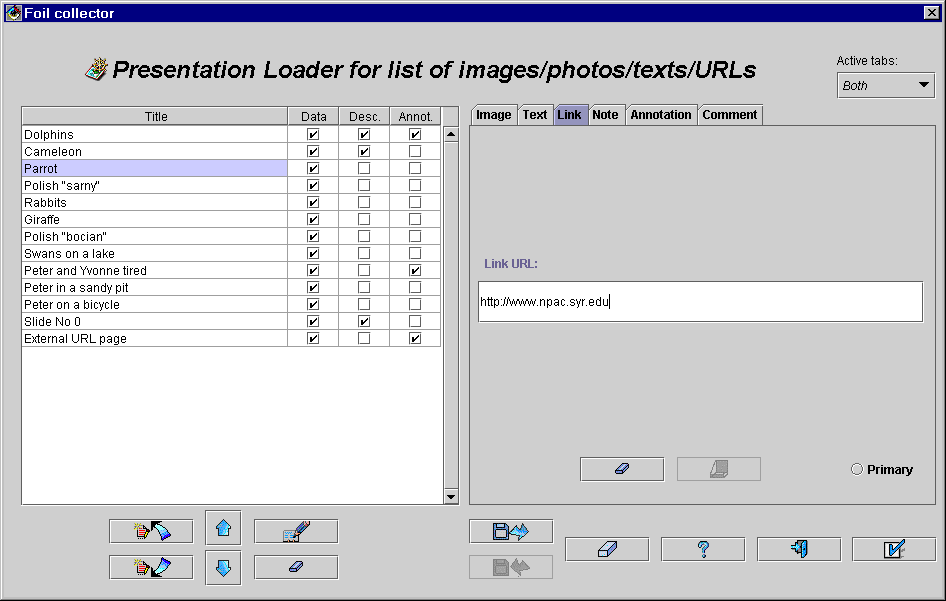 Foil collector
Presentation Loader for list of images/photos/texts/URLs
Active tabs:
Both
Title Data Desc. Annot.
Dolphins
Cameleon
Parrot
Polish "sarny"
Rabbits
Giraffe
Polish "bocian"
Swans on a lake
Peter and Yvonne tired
Peter in a sandy pit
Peter on a bicycle
Slide No 0
External URL page
Image Text Link Note Annotation Comment
Link URL:
http://www.npac.syr.edu
Primary
?